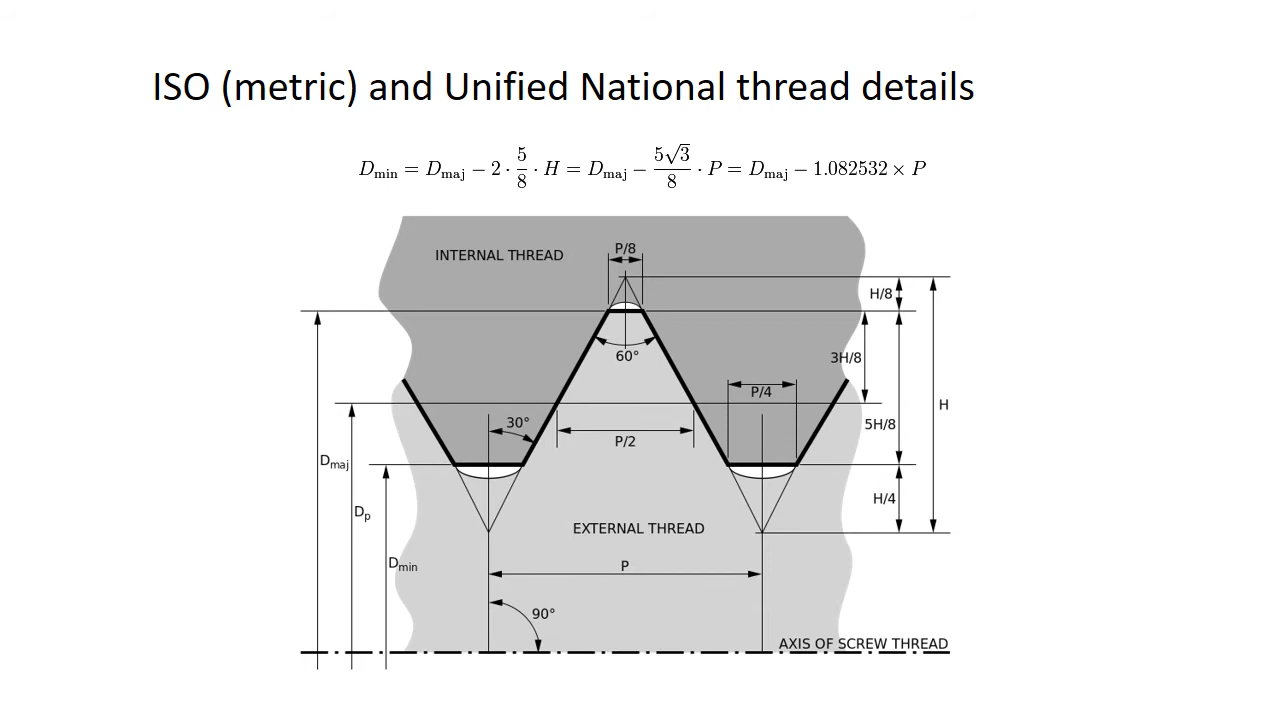 ISO (metric) and Unified National thread details
D_min = D_maj − 2 · 5/8 · H = D_maj − 5√3/8 · P = D_maj − 1.082532 × P
INTERNAL THREAD
P/8
H/8
60°
3H/8
P/4
H
30°
5H/8
P/2
D_maj
H/4
D_p
EXTERNAL THREAD
D_min
P
90°
AXIS OF SCREW THREAD